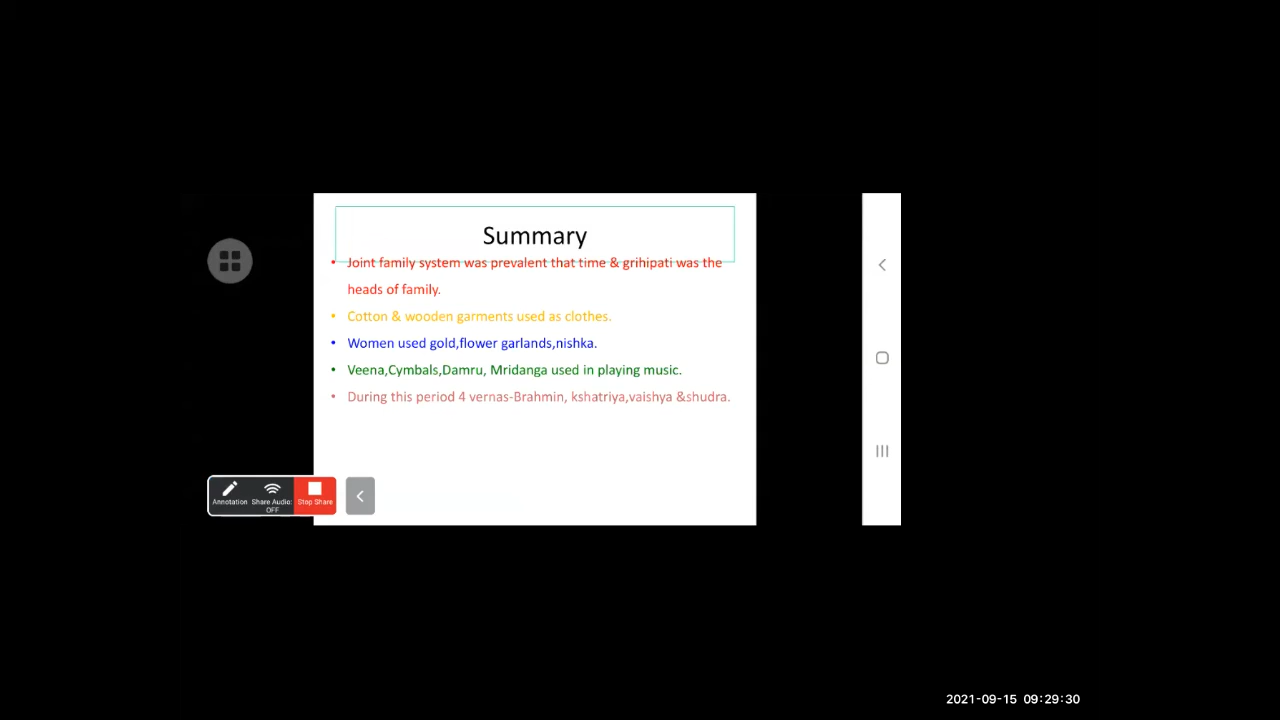 Summary
• Joint family system was prevalent that time & grihipati was the
heads of family.
• Cotton & wooden garments used as clothes.
• Women used gold,flower garlands,nishka.
• Veena,Cymbals,Damru, Mridanga used in playing music.
• During this period 4 vernas-Brahmin, kshatriya,vaishya &shudra.
Annotation Share Audio: Stop Share
OFF
2021-09-15 09:29:30